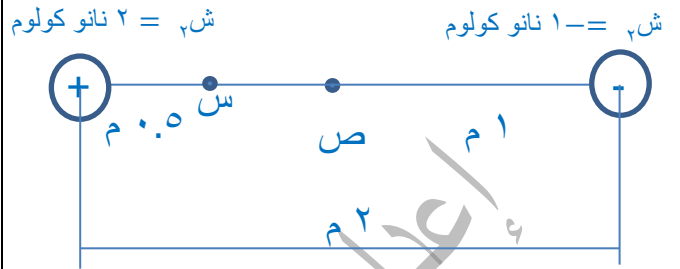 ش٢ =–١ نانو كولوم
ش٢ = ٢ نانو كولوم
+
-
س
٠.٥ م
ص
١ م
٢ م